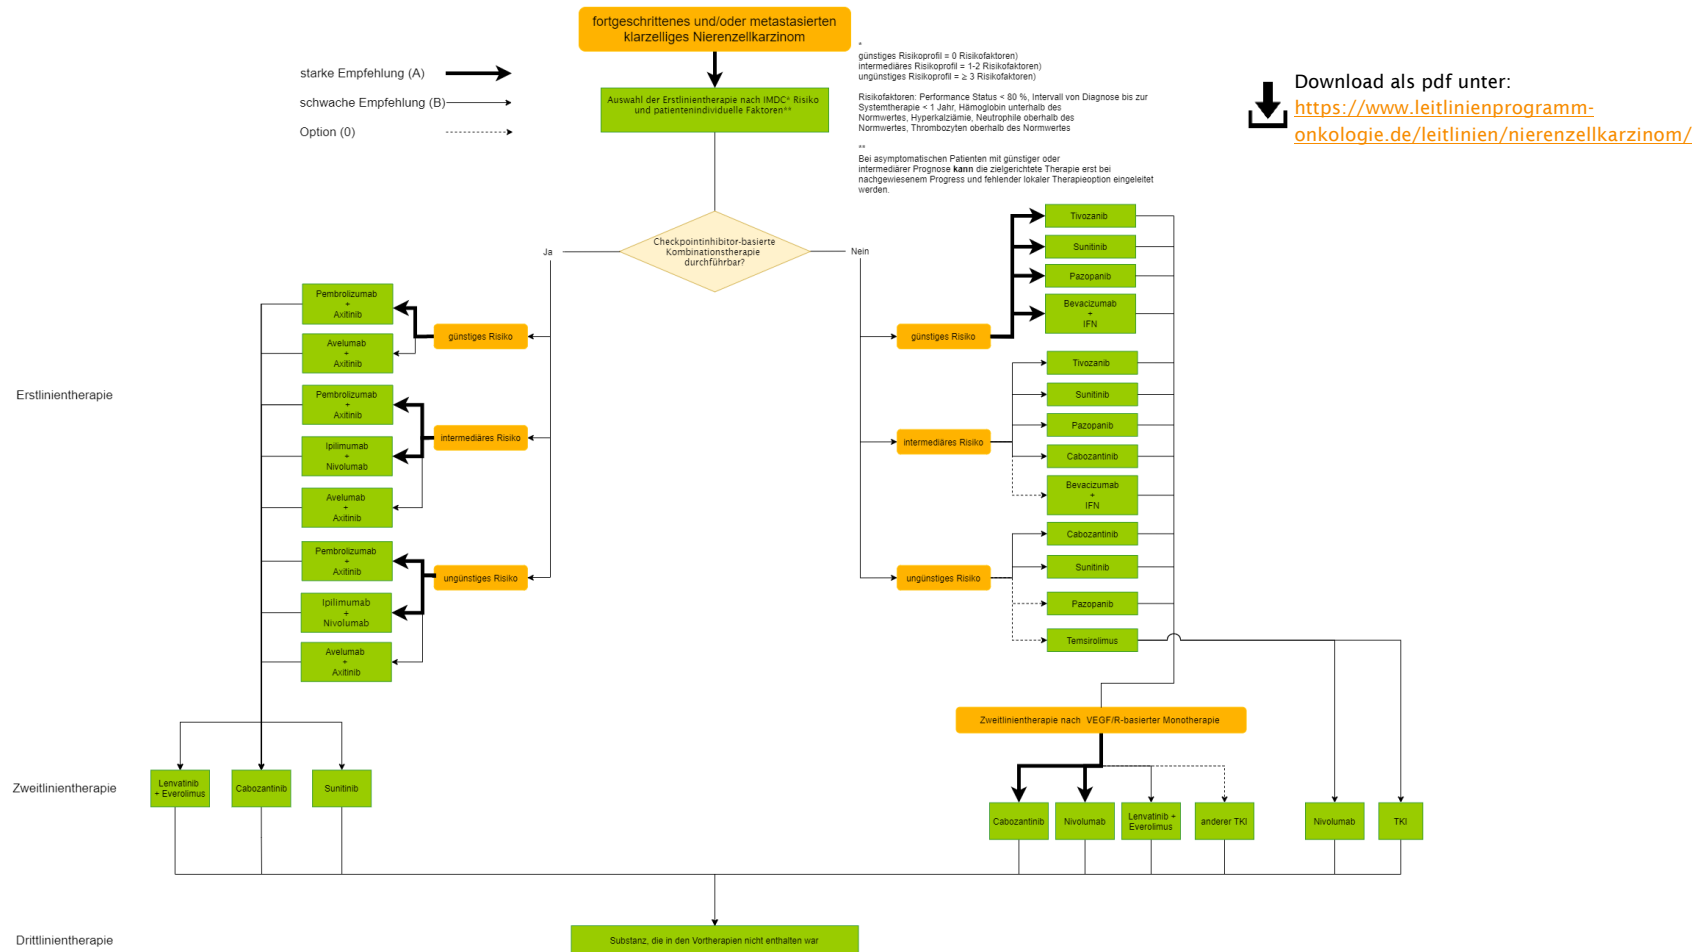 fortgeschrittenes und/oder metastasierten
klarzelliges Nierenzellkarzinom
starke Empfehlung (A)
schwache Empfehlung (B)
Option (0)
Auswahl der Erstlinientherapie nach IMDC* Risiko
und patientenindividuelle Faktoren**
*
günstiges Risikoprofil = 0 Risikofaktoren)
intermediäres Risikoprofil = 1-2 Risikofaktoren)
ungünstiges Risikoprofil = ≥ 3 Risikofaktoren)
Risikofaktoren: Performance Status < 80 %, Intervall von Diagnose bis zur
Systemtherapie < 1 Jahr, Hämoglobin unterhalb des
Normwertes, Hyperkalziämie, Neutrophile oberhalb des
Normwertes, Thrombozyten oberhalb des Normwertes
**
Bei asymptomatischen Patienten mit günstiger oder
intermediärer Prognose kann die zielgerichtete Therapie erst bei
nachgewiesenem Progress und fehlender lokaler Therapieoption eingeleitet
werden.
Download als pdf unter:
https://www.leitlinienprogramm-
onkologie.de/leitlinien/nierenzellkarzinom/
Checkpointinhibitor-basierte
Kombinationstherapie
durchführbar?
Ja
Nein
Erstlinientherapie
Pembrolizumab
+
Axitinib
Avelumab
+
Axitinib
günstiges Risiko
Pembrolizumab
+
Axitinib
Ipilimumab
+
Nivolumab
Avelumab
+
Axitinib
intermediäres Risiko
Pembrolizumab
+
Axitinib
Ipilimumab
+
Nivolumab
Avelumab
+
Axitinib
ungünstiges Risiko
günstiges Risiko
Tivozanib
Sunitinib
Pazopanib
Bevacizumab
+
IFN
intermediäres Risiko
Tivozanib
Sunitinib
Pazopanib
Cabozantinib
Bevacizumab
+
IFN
ungünstiges Risiko
Cabozantinib
Sunitinib
Pazopanib
Temsirolimus
Zweitlinientherapie nach VEGF/R-basierter Monotherapie
Zweitlinientherapie
Lenvatinib
+ Everolimus
Cabozantinib
Sunitinib
Cabozantinib
Nivolumab
Lenvatinib +
Everolimus
anderer TKI
Nivolumab
TKI
Drittlinientherapie
Substanz, die in den Vortherapien nicht enthalten war